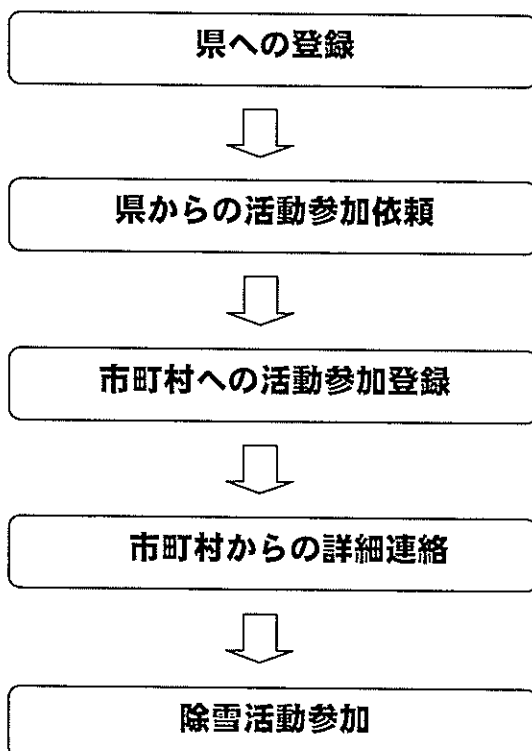 県への登録
県からの活動参加依頼
市町村への活動参加登録
市町村からの詳細連絡
除雪活動参加